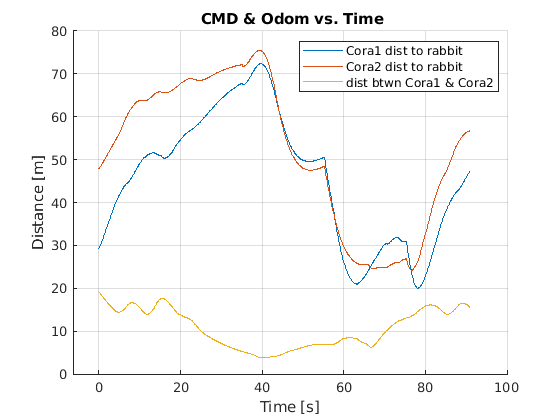 CMD & Odom vs. Time
Cora1 dist to rabbit
Cora2 dist to rabbit
dist btwn Cora1 & Cora2
80
70
60
50
40
30
20
10
0
Distance [m]
0 20 40 60 80 100
Time [s]